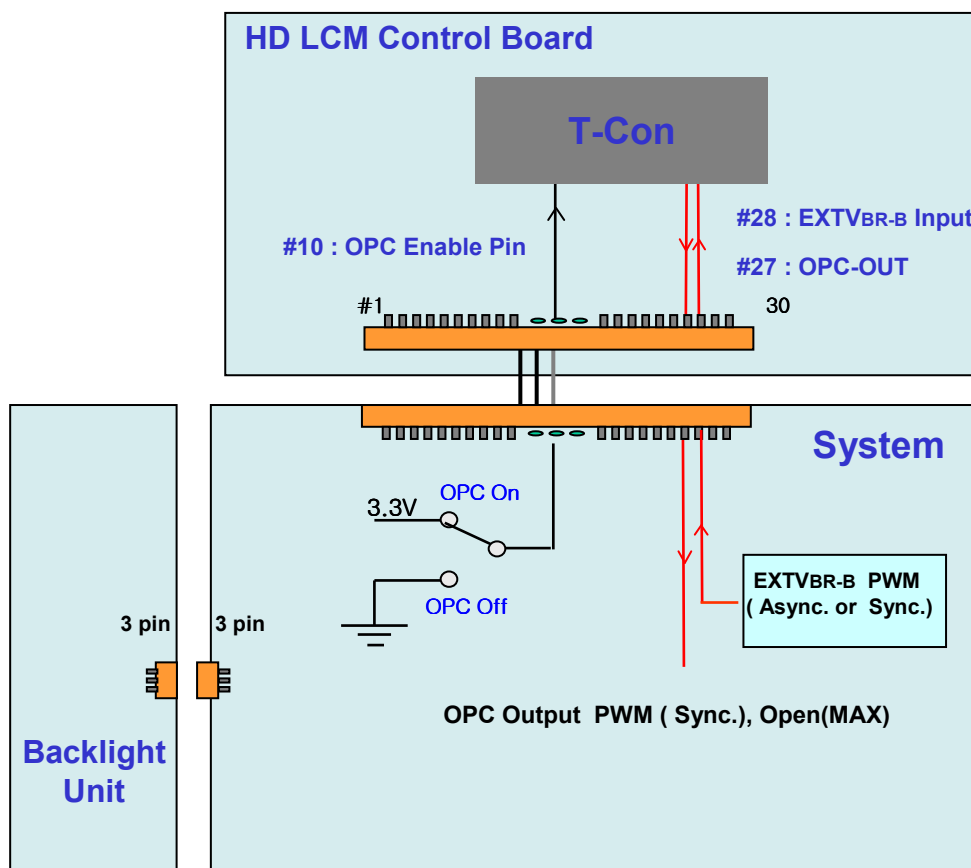 HD LCM Control Board
T-Con
#28 : EXTVBR-B Input
#10 : OPC Enable Pin
#27 : OPC-OUT
#1
30
System
OPC On
3.3V
OPC Off
EXTVBR-B PWM
( Async. or Sync.)
3 pin
3 pin
OPC Output PWM ( Sync.), Open(MAX)
Backlight
Unit